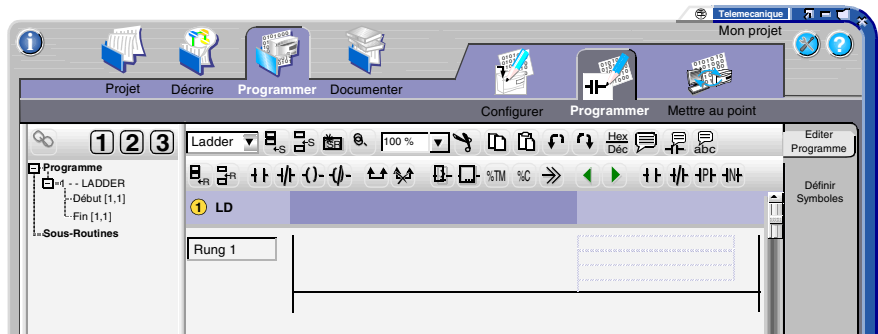 Telemecanique
Mon projet
Projet Décrire Programmer Documenter
Configurer Programmer Mettre au point
1 2 3
Ladder S S 100 % Hex Déc abc
Editer Programme
R R %TM %C P N
Programme
1 - - LADDER
Début [1,1]
Fin [1,1]
Sous-Routines
1 LD
Rung 1
Définir Symboles